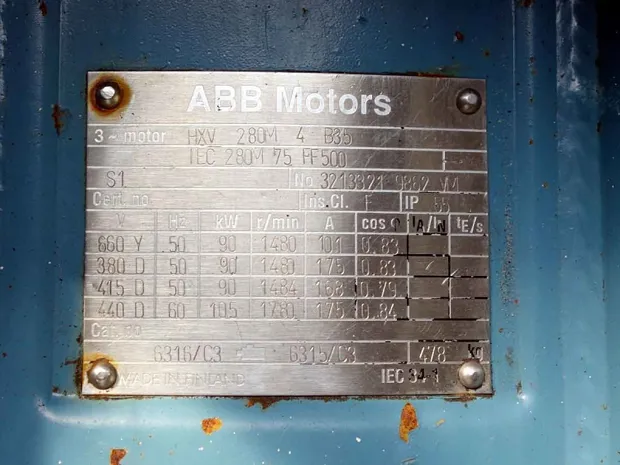 ABB Motors
3~motor HXV 280M 4 B35
IEC 280M 75 FF500
S1 No 3213321 9862 VM
Cert. no Ins.Cl. F IP 55
V Hz kW r/min A cos φ IA/IN tE/s
660 Y 50 90 1480 101 0.83
380 D 50 90 1480 175 0.83
415 D 50 90 1484 168 0.79
440 D 60 105 175 0.84
Cat. no
6316/C3 6315/C3 478 kg
MADE IN FINLAND IEC 34-1